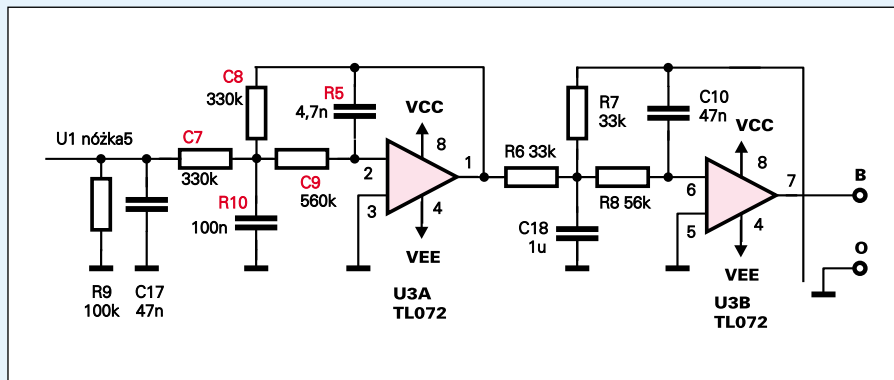 C8
330k
R5
4,7n
VCC
8
U1 nóżka5
C7
330k
C9
560k
R10
100n
2
3
1
4
VEE
R9
100k
C17
47n
U3A
TL072
R6 33k
R7
33k
C10
47n
VCC
8
R8 56k
C18
1u
6
5
7
4
VEE
U3B
TL072
B
O